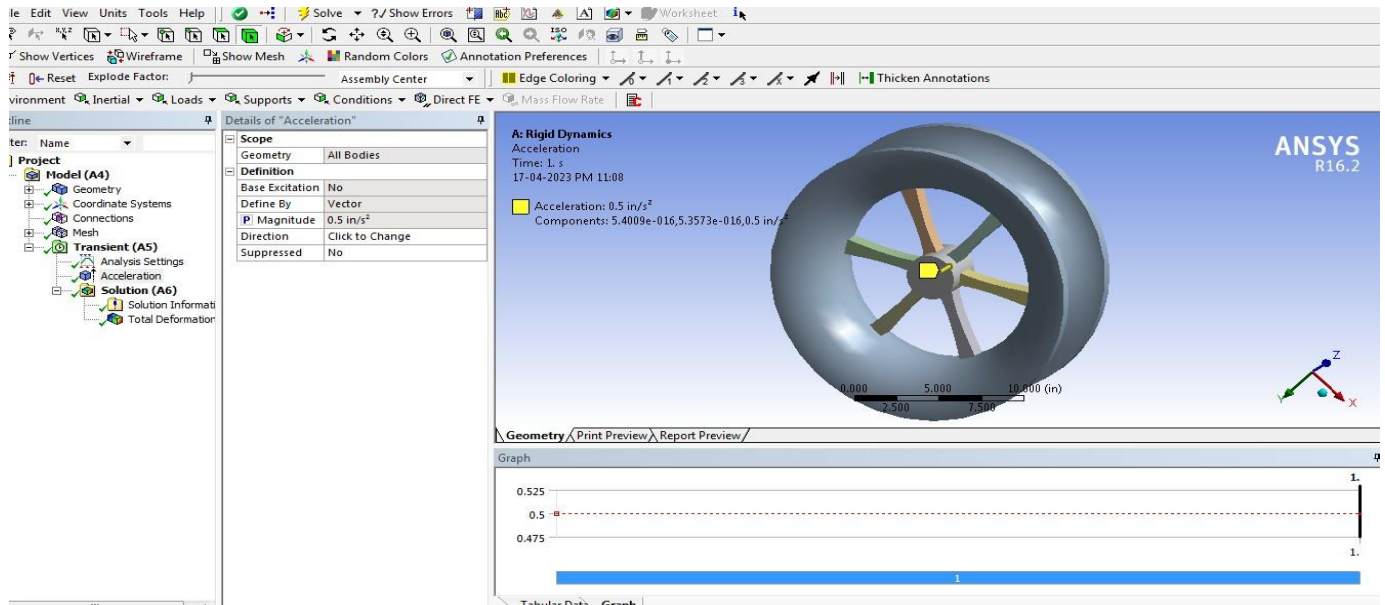 le Edit View Units Tools Help Solve ?√ Show Errors Worksheet
Show Vertices Wireframe Show Mesh Random Colors Annotation Preferences
Reset Explode Factor: Assembly Center Edge Coloring Thicken Annotations
vironment Inertial Loads Supports Conditions Direct FE Mass Flow Rate
tline
ter: Name
Project
Model (A4)
Geometry
Coordinate Systems
Connections
Mesh
Transient (A5)
Analysis Settings
Acceleration
Solution (A6)
Solution Informati
Total Deformation
Details of "Acceleration"
Scope
Geometry All Bodies
Definition
Base Excitation No
Define By Vector
P Magnitude 0.5 in/s²
Direction Click to Change
Suppressed No
A: Rigid Dynamics
Acceleration
Time: 1. s
17-04-2023 PM 11:08
Acceleration: 0.5 in/s²
Components: 5.4009e-016,5.3573e-016,0.5 in/s²
ANSYS
R16.2
0.000 5.000 10.000 (in)
2.500 7.500
Z
Y
X
Geometry Print Preview Report Preview
Graph
1.
0.525
0.5
0.475
1.
1
Tabular Data Graph